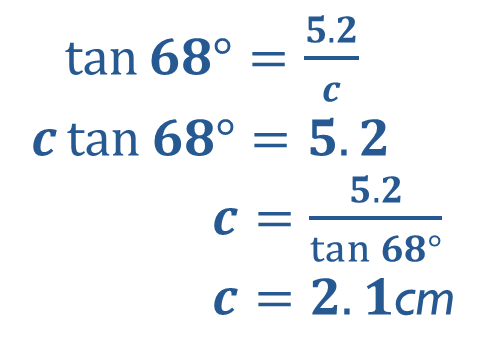 tan 68° = 5.2/c
c tan 68° = 5.2
c = 5.2/tan 68°
c = 2.1cm